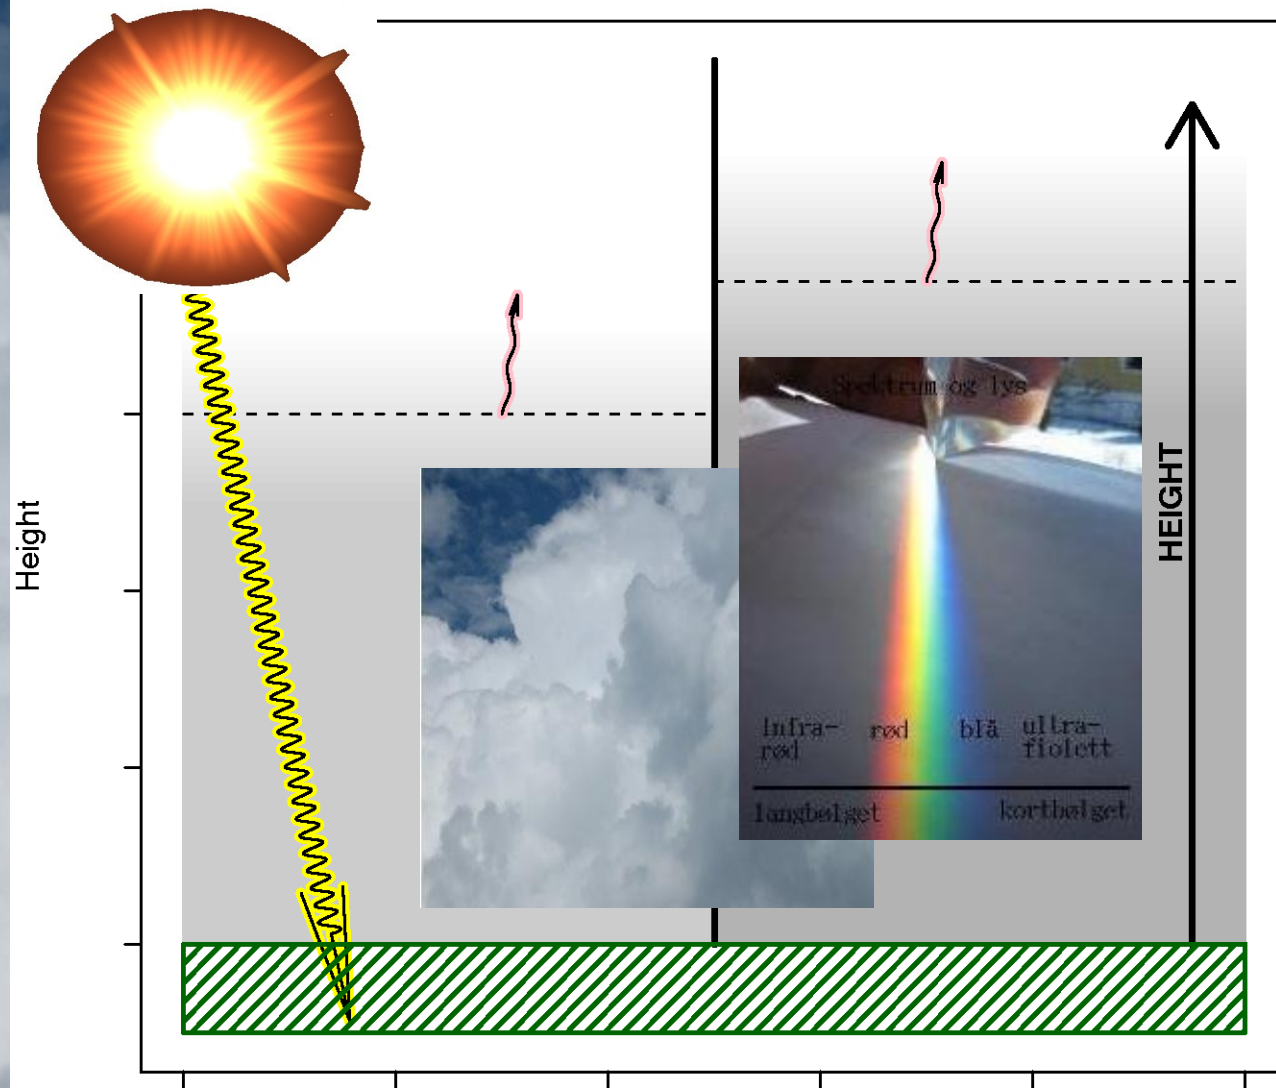 Height
HEIGHT
Spektrum og lys
infra-
rød
rød
blå
ultra-
fiolett
langbølget
kortbølget